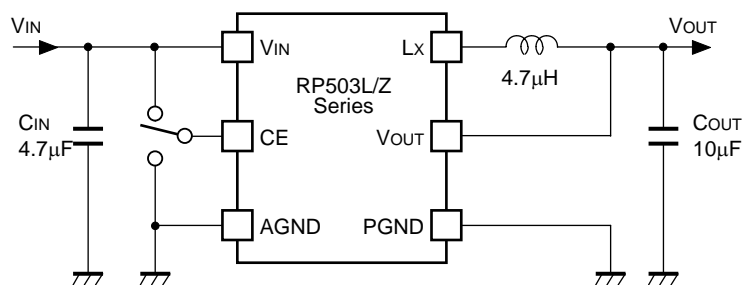 VIN
VOUT
VIN
LX
4.7μH
RP503L/Z
Series
CIN
4.7μF
CE
VOUT
COUT
10μF
AGND
PGND